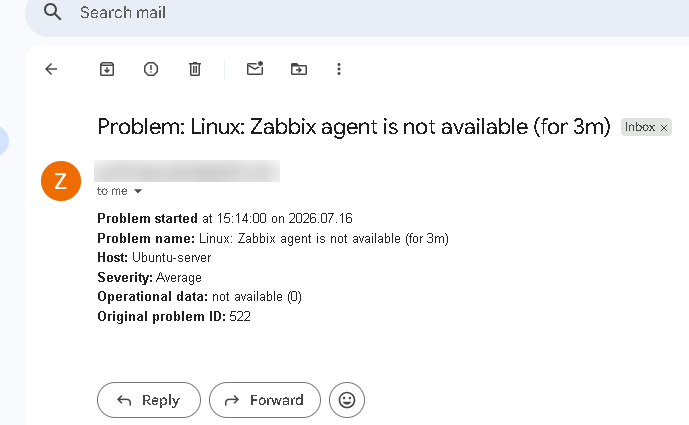 Search mail
Problem: Linux: Zabbix agent is not available (for 3m) Inbox ×
Z
to me
Problem started at 15:14:00 on 2026.07.16
Problem name: Linux: Zabbix agent is not available (for 3m)
Host: Ubuntu-server
Severity: Average
Operational data: not available (0)
Original problem ID: 522
Reply Forward